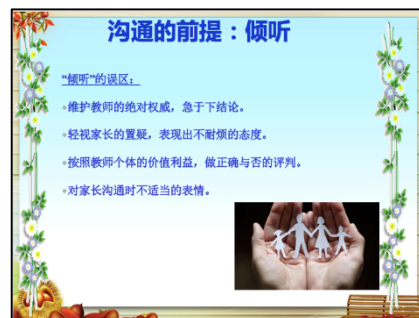 沟通的前提：倾听
“倾听”的误区：
•维护教师的绝对权威，急于下结论。
•轻视家长的置疑，表现出不耐烦的态度。
•按照教师个体的价值利益，做正确与否的评判。
•对家长沟通时不适当的表情。